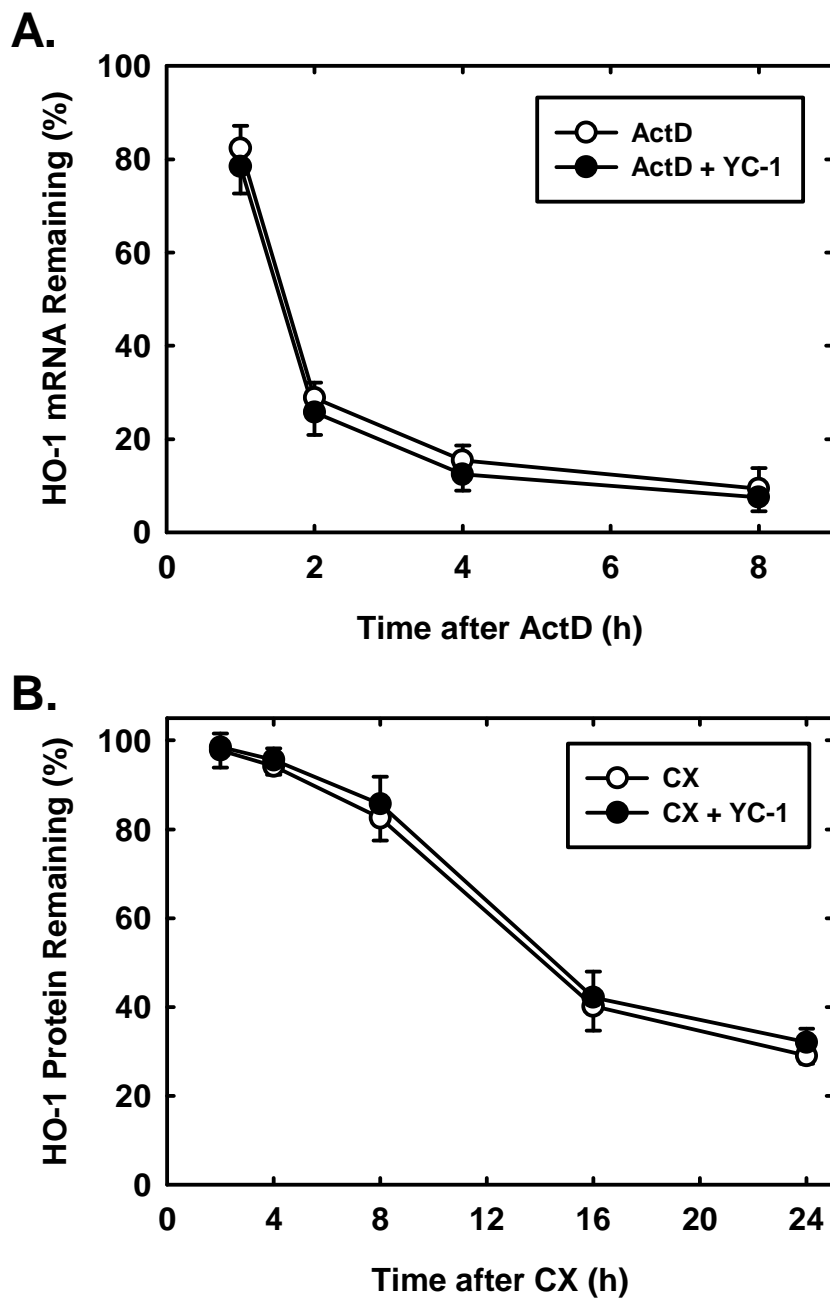 A.
HO-1 mRNA Remaining (%)
100
80
60
40
20
0
ActD
ActD + YC-1
0 2 4 6 8
Time after ActD (h)
B.
HO-1 Protein Remaining (%)
100
80
60
40
20
0
CX
CX + YC-1
0 4 8 12 16 20 24
Time after CX (h)